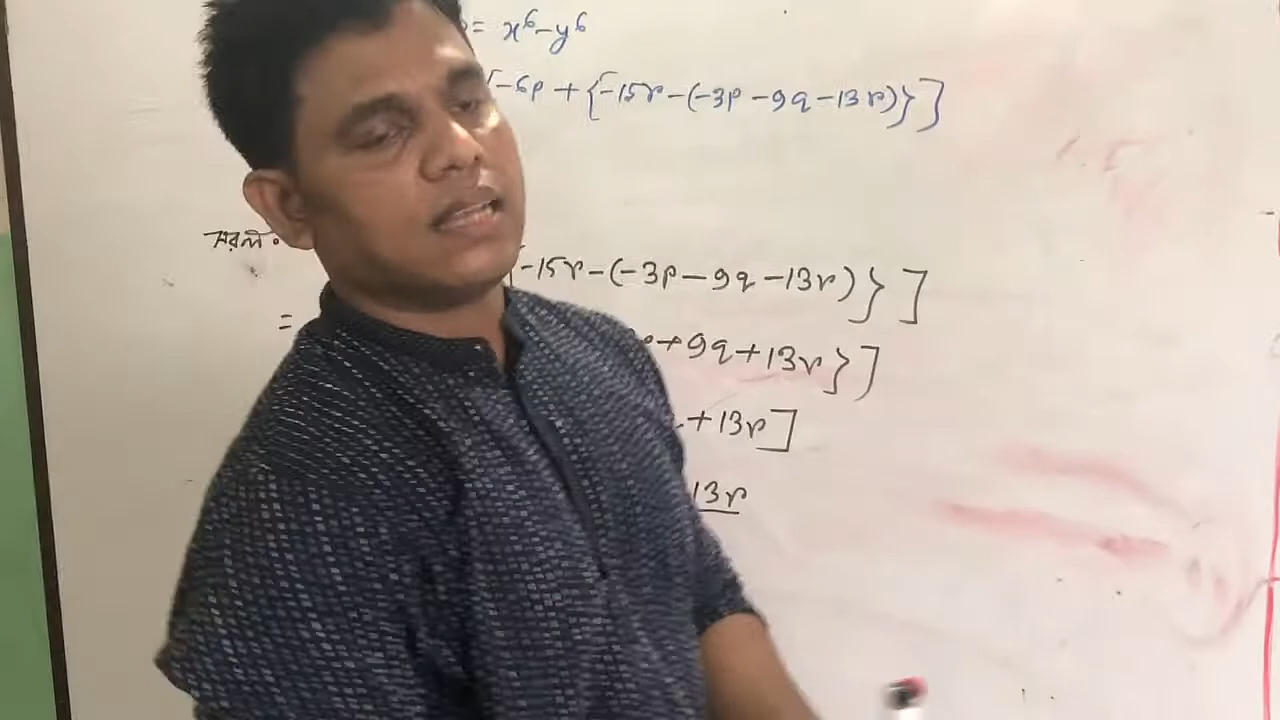 = x⁶-y⁶
[-6p + {-15r-(-3p-9q-13r)}]
সরল:
-15r-(-3p-9q-13r)}]
=
+9q+13r}]
+13r]
13r